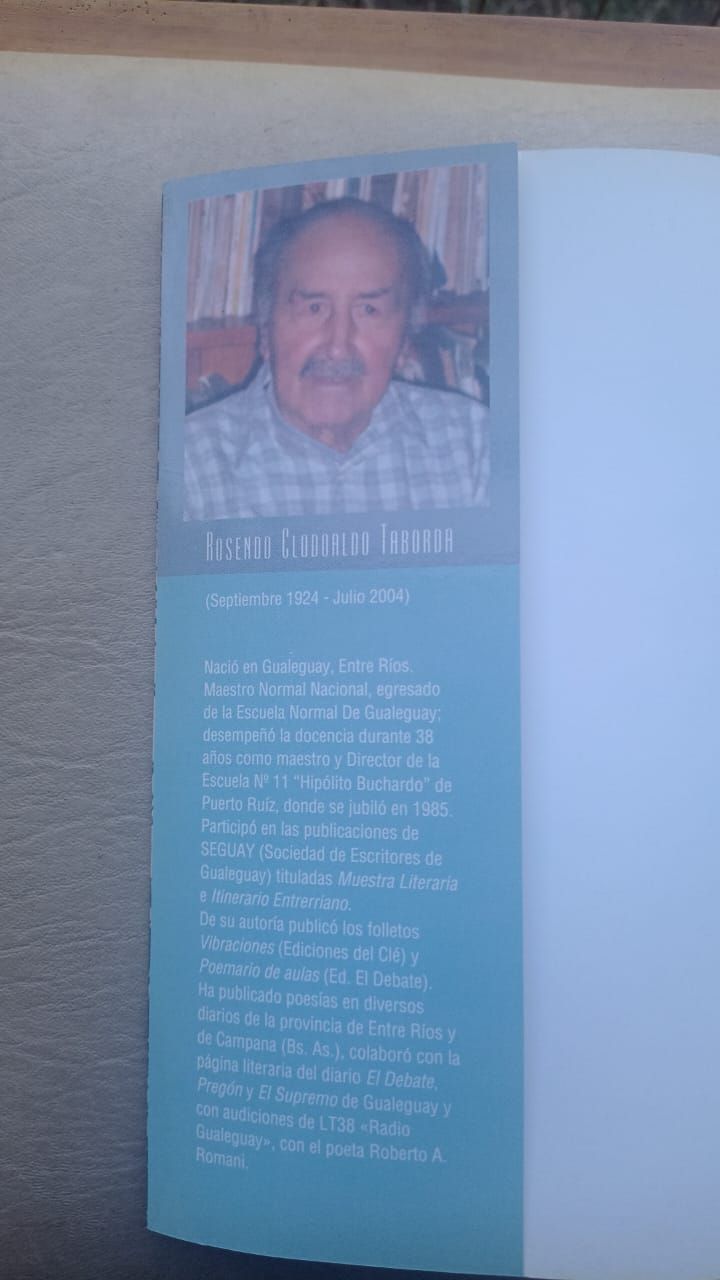 ROSENDO CLODOALDO TABORDA
(Septiembre 1924 - Julio 2004)
Nació en Gualeguay, Entre Ríos.
Maestro Normal Nacional, egresado
de la Escuela Normal De Gualeguay;
desempeñó la docencia durante 38
años como maestro y Director de la
Escuela Nº 11 “Hipólito Buchardo” de
Puerto Ruíz, donde se jubiló en 1985.
Participó en las publicaciones de
SEGUAY (Sociedad de Escritores de
Gualeguay) tituladas Muestra Literaria
e Itinerario Entrerriano.
De su autoría publicó los folletos
Vibraciones (Ediciones del Clé) y
Poemario de aulas (Ed. El Debate).
Ha publicado poesías en diversos
diarios de la provincia de Entre Ríos y
de Campana (Bs. As.), colaboró con la
página literaria del diario El Debate,
Pregón y El Supremo de Gualeguay y
con audiciones de LT38 «Radio
Gualeguay», con el poeta Roberto A.
Romani.